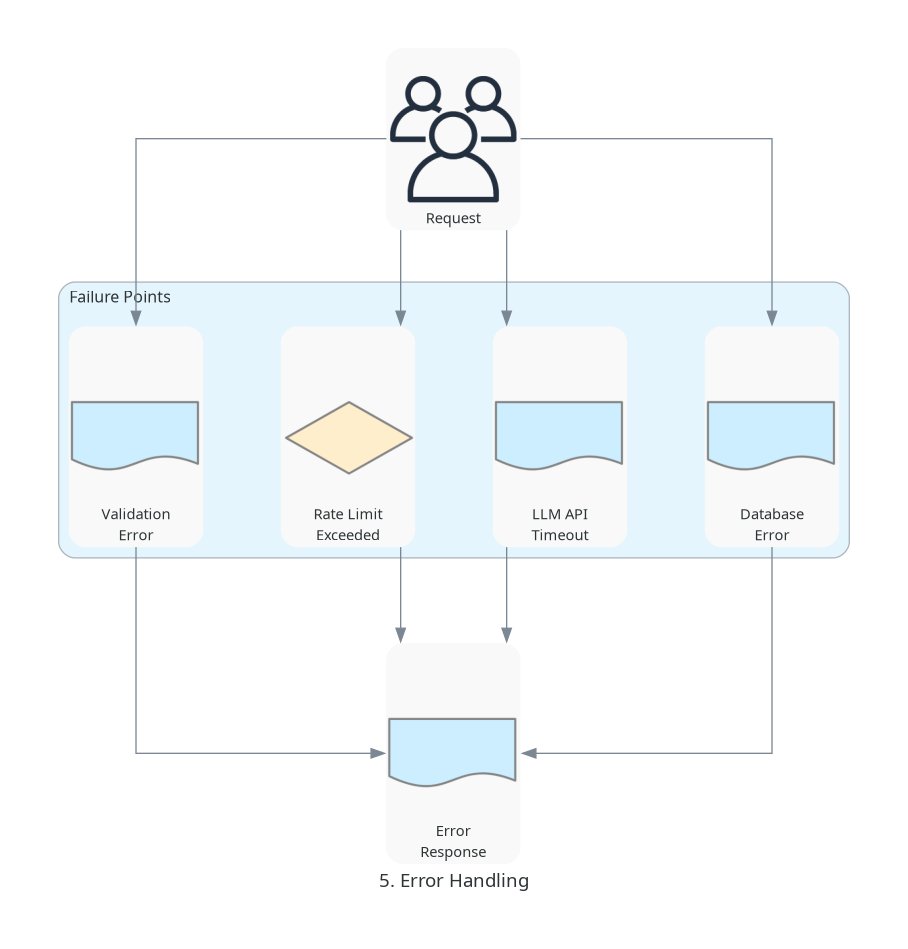 Request
Failure Points
Validation
Error
Rate Limit
Exceeded
LLM API
Timeout
Database
Error
Error
Response
5. Error Handling